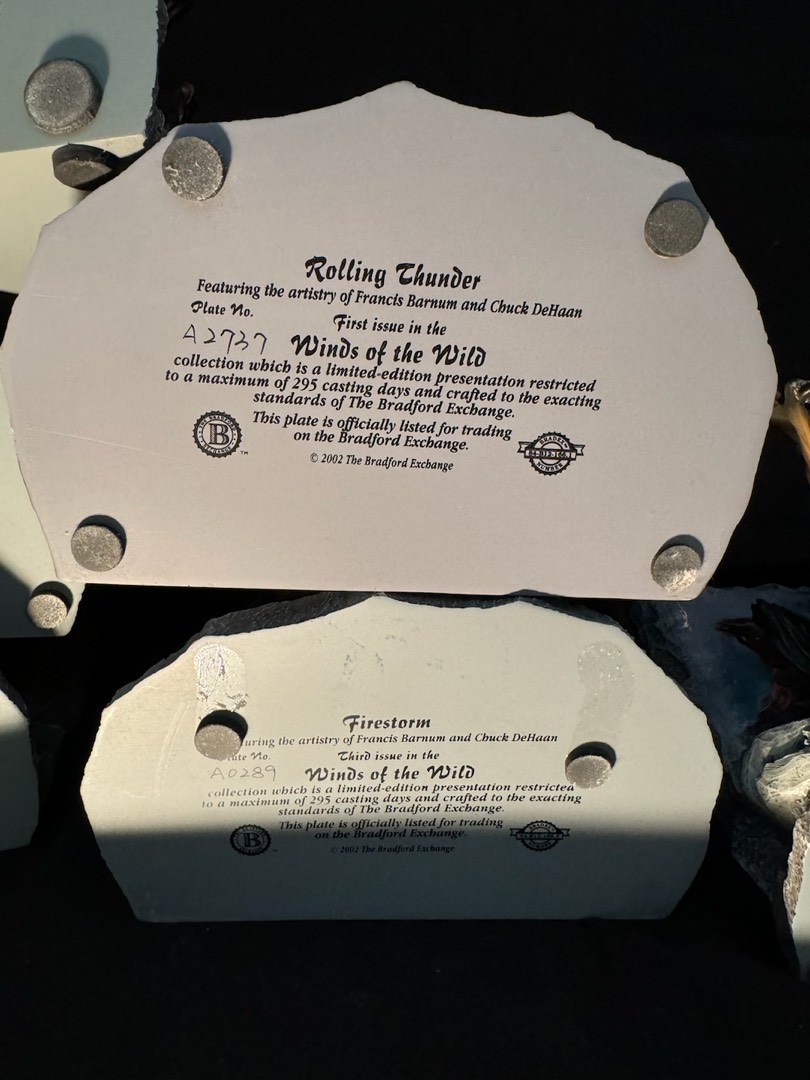 Rolling Thunder
Featuring the artistry of Francis Barnum and Chuck DeHaan
Plate No.
First issue in the
A2737
Winds of the Wild
collection which is a limited-edition presentation restricted
to a maximum of 295 casting days and crafted to the exacting
standards of The Bradford Exchange.
This plate is officially listed for trading
on the Bradford Exchange.
B
TM
NUMBER
© 2002 The Bradford Exchange
Firestorm
uring the artistry of Francis Barnum and Chuck DeHaan
ate No.
Third issue in the
A0289
Winds of the Wild
collection which is a limited-edition presentation restricted
to a maximum of 295 casting days and crafted to the exacting
standards of The Bradford Exchange.
This plate is officially listed for trading
on the Bradford Exchange.
B
© 2002 The Bradford Exchange